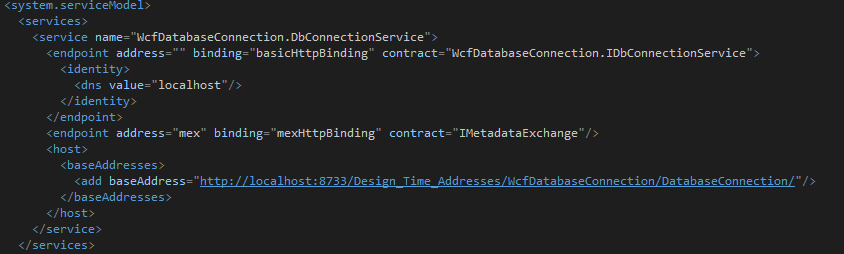 <system.serviceModel>
<services>
<service name="WcfDatabaseConnection.DbConnectionService">
<endpoint address="" binding="basicHttpBinding" contract="WcfDatabaseConnection.IDbConnectionService">
<identity>
<dns value="localhost"/>
</identity>
</endpoint>
<endpoint address="mex" binding="mexHttpBinding" contract="IMetadataExchange"/>
<host>
<baseAddresses>
<add baseAddress="http://localhost:8733/Design_Time_Addresses/WcfDatabaseConnection/DatabaseConnection/"/>
</baseAddresses>
</host>
</service>
</services>